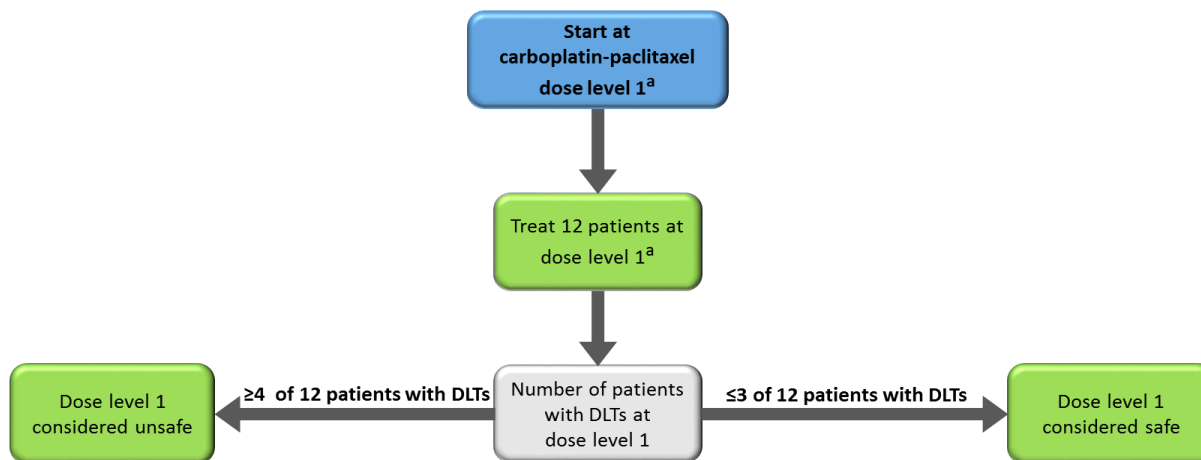 Start at
carboplatin-paclitaxel
dose level 1ª
Treat 12 patients at
dose level 1ª
≥4 of 12 patients with DLTs
Number of patients
with DLTs at
dose level 1
≤3 of 12 patients with DLTs
Dose level 1
considered unsafe
Dose level 1
considered safe